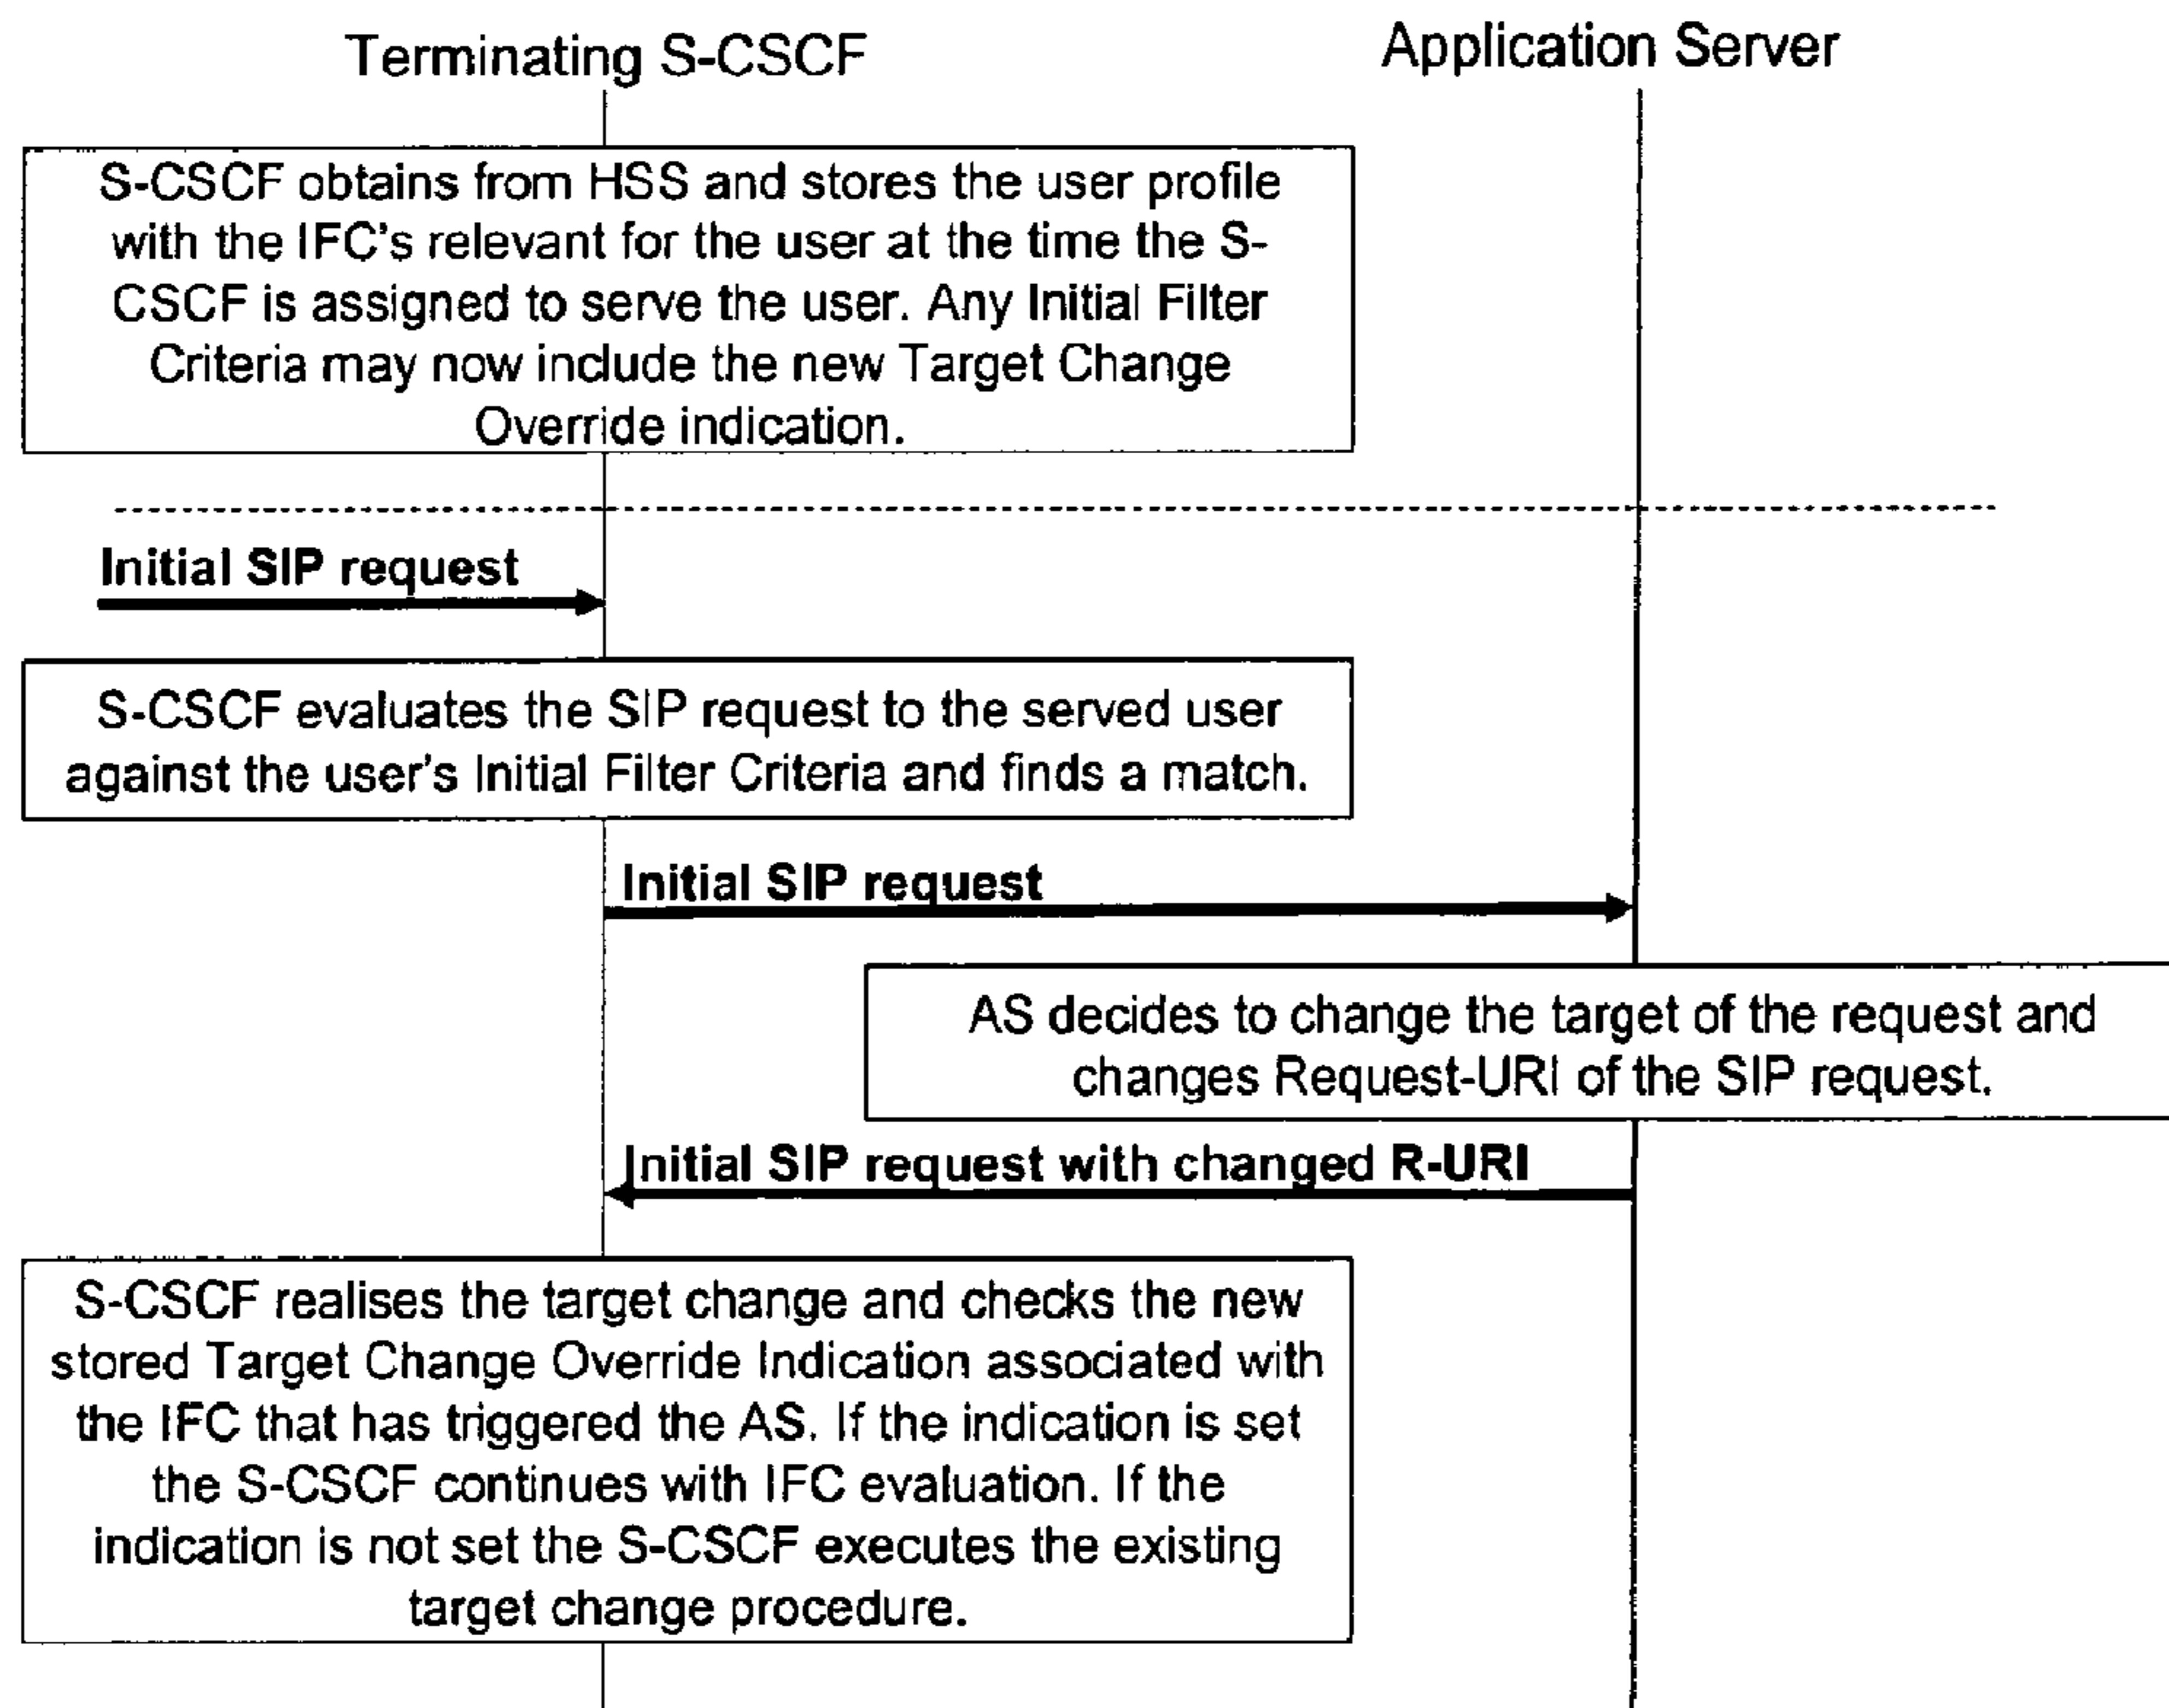 Terminating S-CSCF
Application Server
S-CSCF obtains from HSS and stores the user profile
with the IFC's relevant for the user at the time the S-
CSCF is assigned to serve the user. Any Initial Filter
Criteria may now include the new Target Change
Override indication.
Initial SIP request
S-CSCF evaluates the SIP request to the served user
against the user's Initial Filter Criteria and finds a match.
Initial SIP request
AS decides to change the target of the request and
changes Request-URI of the SIP request.
Initial SIP request with changed R-URI
S-CSCF realises the target change and checks the new
stored Target Change Override Indication associated with
the IFC that has triggered the AS. If the indication is set
the S-CSCF continues with IFC evaluation. If the
indication is not set the S-CSCF executes the existing
target change procedure.